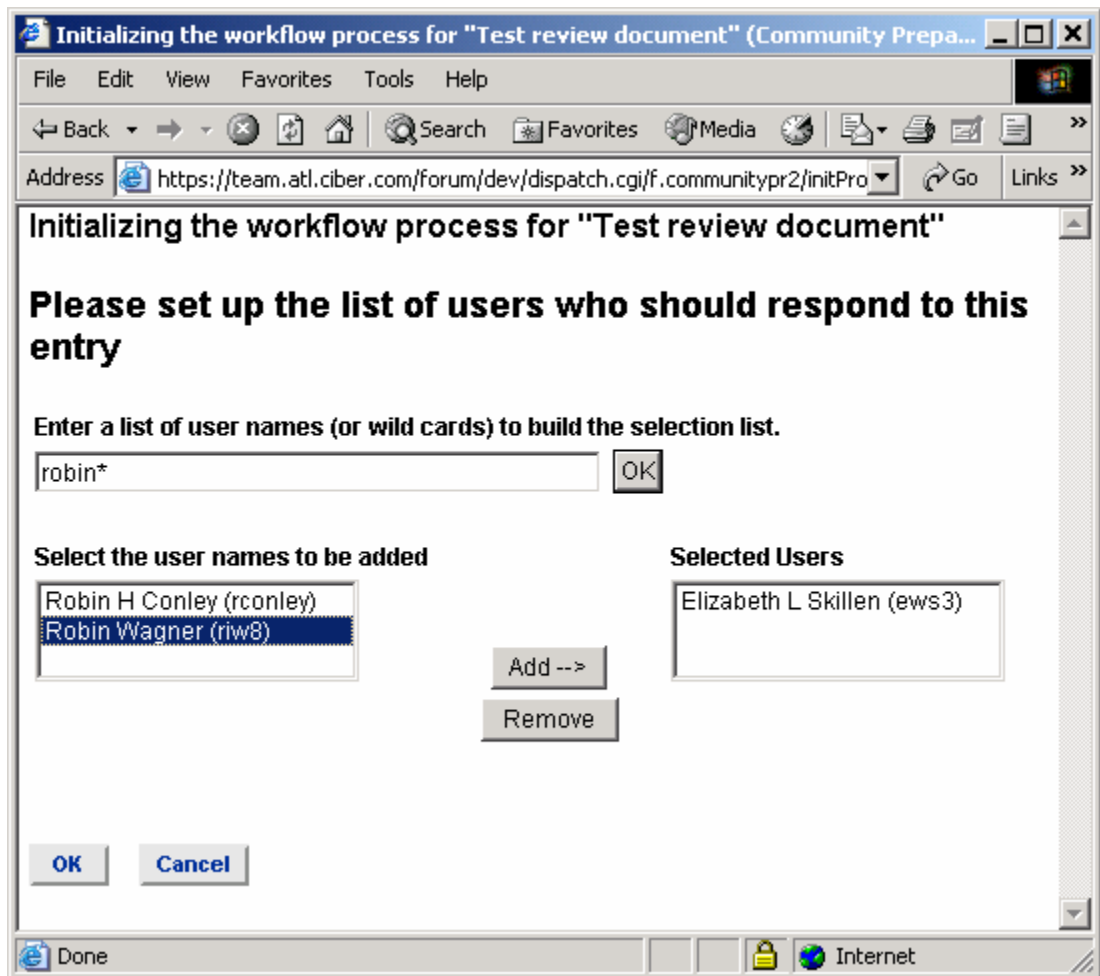 Initializing the workflow process for "Test review document" (Community Prepa...
File Edit View Favorites Tools Help
Back Search Favorites Media »
Address https://team.atl.ciber.com/forum/dev/dispatch.cgi/f.communitypr2/initPro Go Links »
Initializing the workflow process for "Test review document"
Please set up the list of users who should respond to this
entry
Enter a list of user names (or wild cards) to build the selection list.
robin* OK
Select the user names to be added Selected Users
Robin H Conley (rconley) Elizabeth L Skillen (ews3)
Robin Wagner (riw8)
Add -->
Remove
OK Cancel
Done Internet